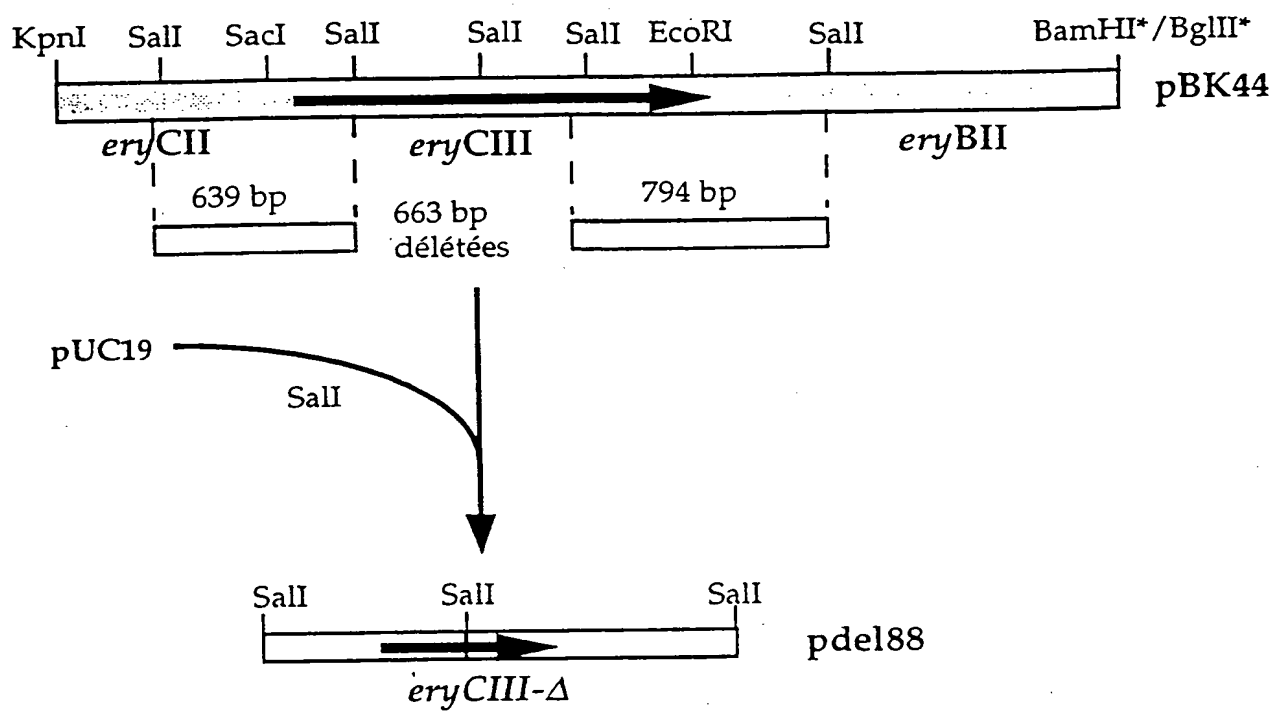 KpnI SalI SacI SalI SalI SalI EcoRI SalI BamHI*/BglII*
pBK44
eryCII eryCIII eryBII
639 bp 663 bp 794 bp
délétées
pUC19
SalI
SalI SalI SalI
pdel88
eryCIII-Δ